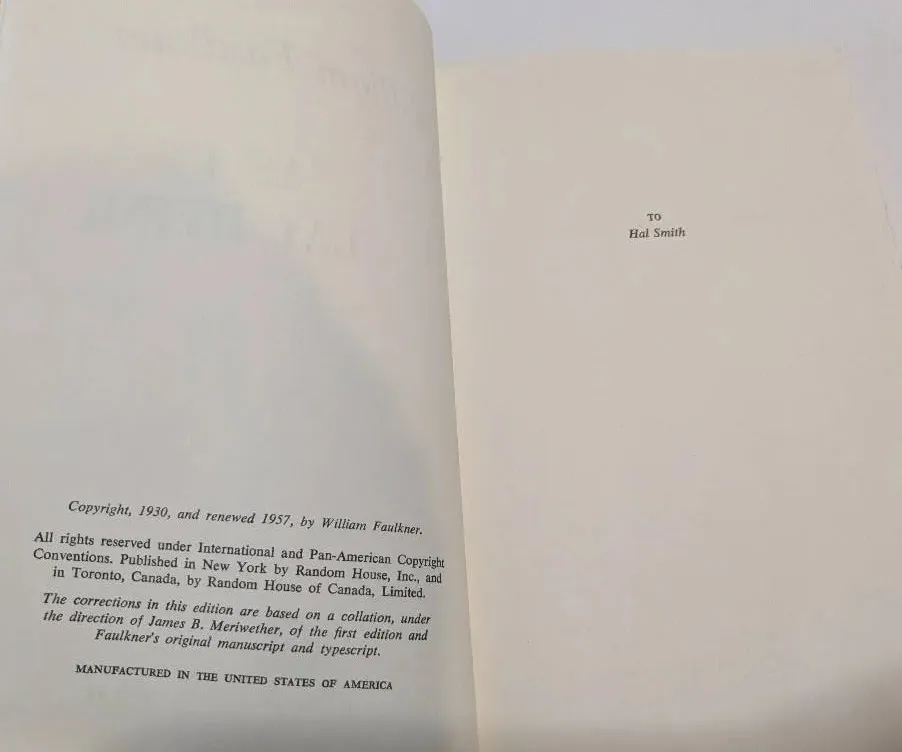 Copyright, 1930, and renewed 1957, by William Faulkner.
All rights reserved under International and Pan-American Copyright
Conventions. Published in New York by Random House, Inc., and
in Toronto, Canada, by Random House of Canada, Limited.
The corrections in this edition are based on a collation, under
the direction of James B. Meriwether, of the first edition and
Faulkner's original manuscript and typescript.
MANUFACTURED IN THE UNITED STATES OF AMERICA
TO
Hal Smith